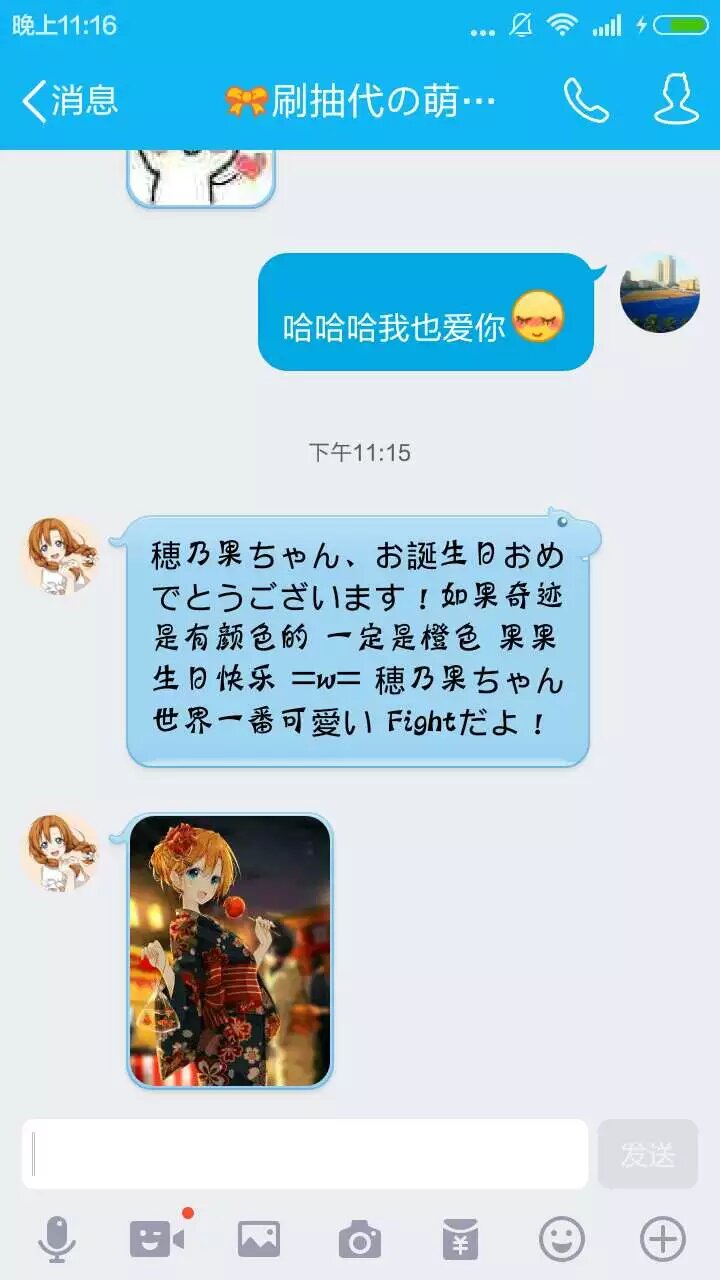 晚上11:16
消息
刷抽代の萌…
哈哈哈我也爱你
下午11:15
穂乃果ちゃん、お誕生日おめ
でとうございます！如果奇迹
是有颜色的 一定是橙色 果果
生日快乐 =w= 穂乃果ちゃん
世界一番可愛い Fightだよ！
发送